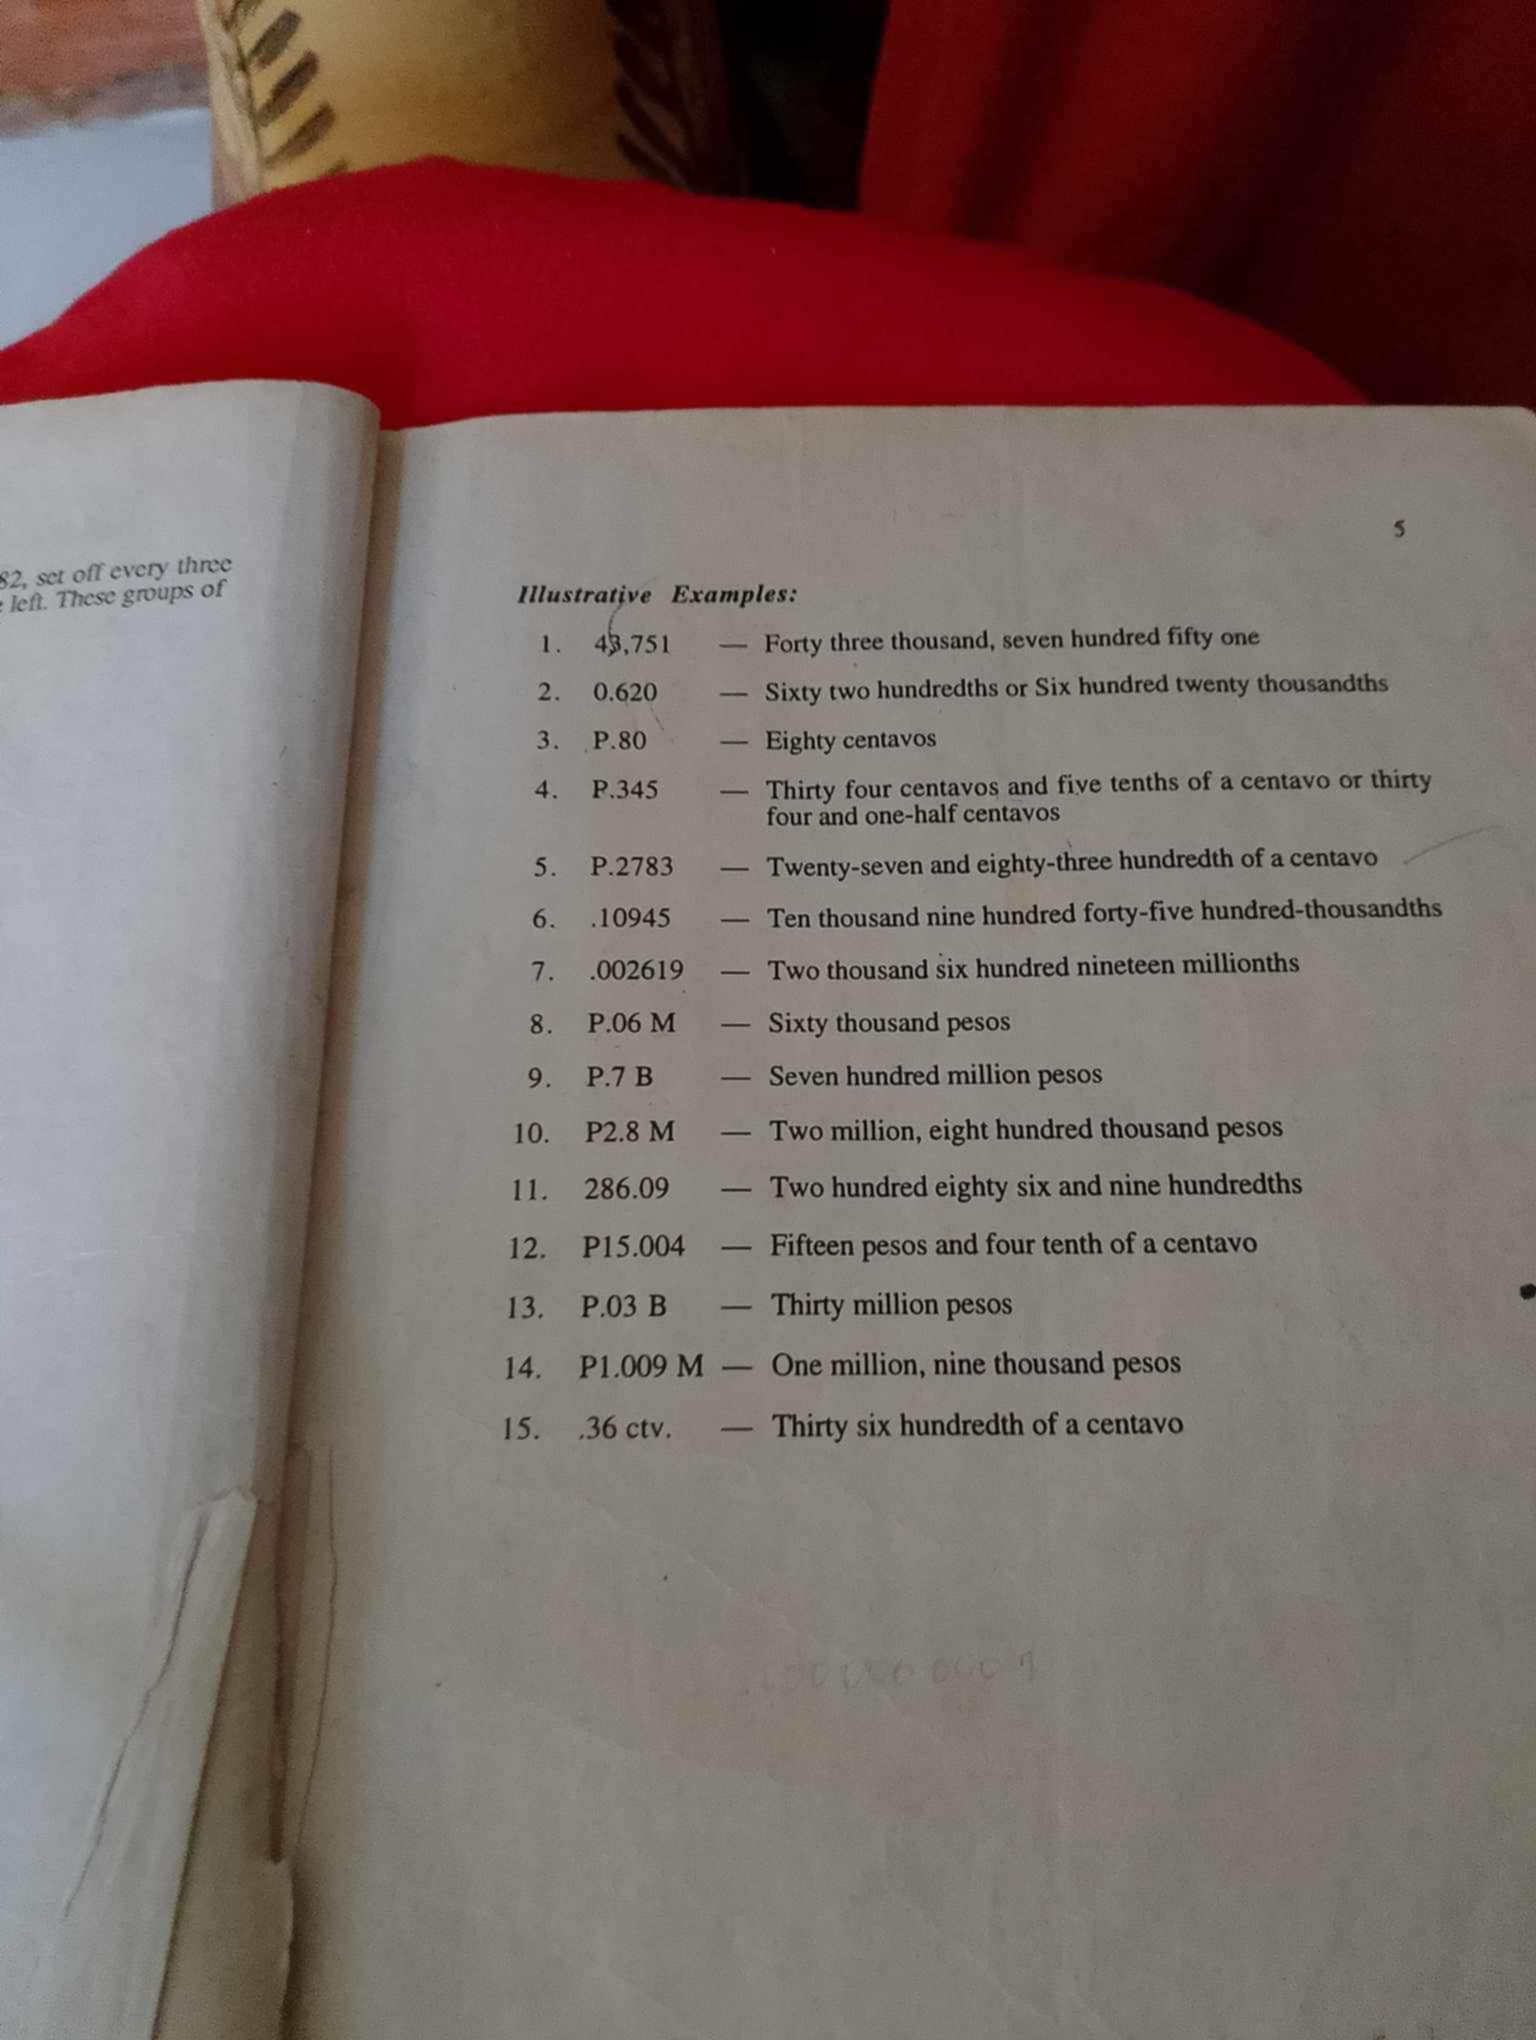 82, set off every three
left. These groups of
5
Illustrative Examples:
1. 43,751 — Forty three thousand, seven hundred fifty one
2. 0.620 — Sixty two hundredths or Six hundred twenty thousandths
3. P.80 — Eighty centavos
4. P.345 — Thirty four centavos and five tenths of a centavo or thirty
four and one-half centavos
5. P.2783 — Twenty-seven and eighty-three hundredth of a centavo
6. .10945 — Ten thousand nine hundred forty-five hundred-thousandths
7. .002619 — Two thousand six hundred nineteen millionths
8. P.06 M — Sixty thousand pesos
9. P.7 B — Seven hundred million pesos
10. P2.8 M — Two million, eight hundred thousand pesos
11. 286.09 — Two hundred eighty six and nine hundredths
12. P15.004 — Fifteen pesos and four tenth of a centavo
13. P.03 B — Thirty million pesos
14. P1.009 M — One million, nine thousand pesos
15. .36 ctv. — Thirty six hundredth of a centavo